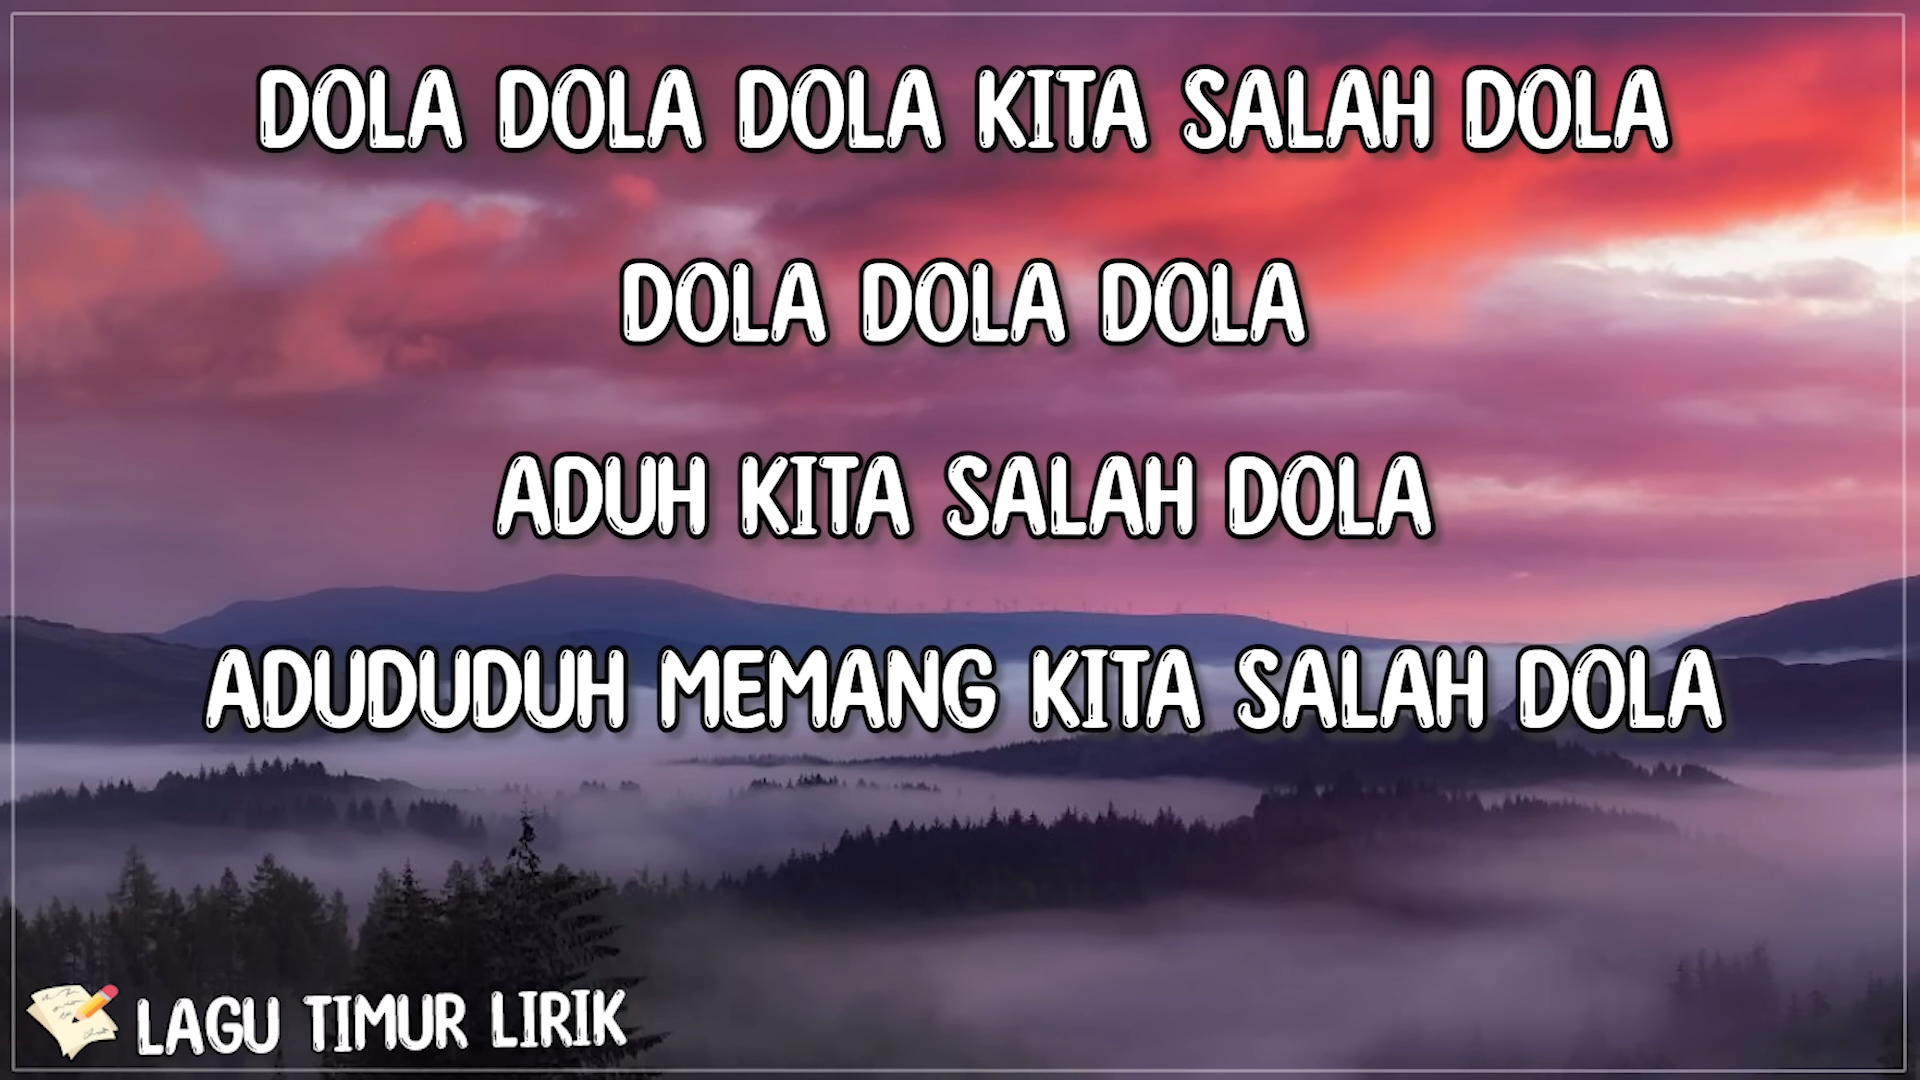 DOLA DOLA DOLA KITA SALAH DOLA
DOLA DOLA DOLA
ADUH KITA SALAH DOLA
ADUDUDUH MEMANG KITA SALAH DOLA
LAGU TIMUR LIRIK